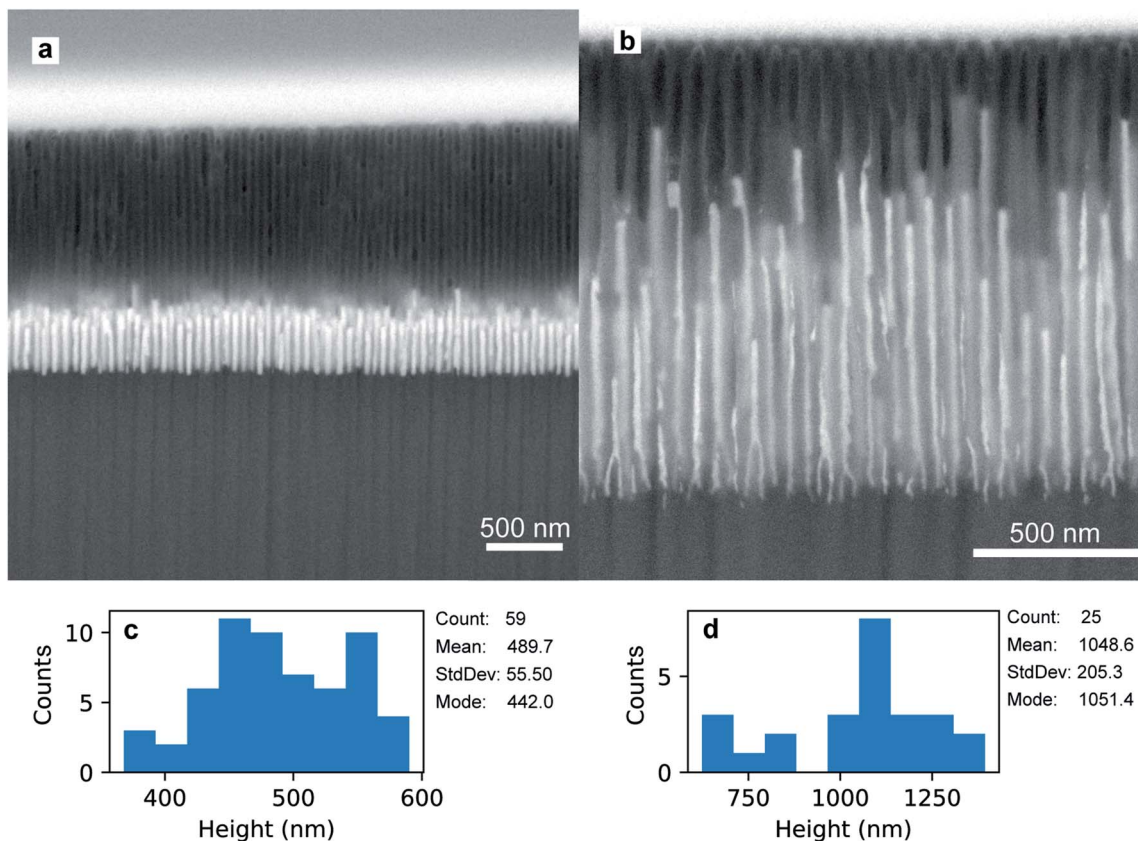 a
b
500 nm
500 nm
c
Counts
10
5
0
400
500
600
Height (nm)
Count: 59
Mean: 489.7
StdDev: 55.50
Mode: 442.0
d
Counts
5
0
750
1000
1250
Height (nm)
Count: 25
Mean: 1048.6
StdDev: 205.3
Mode: 1051.4